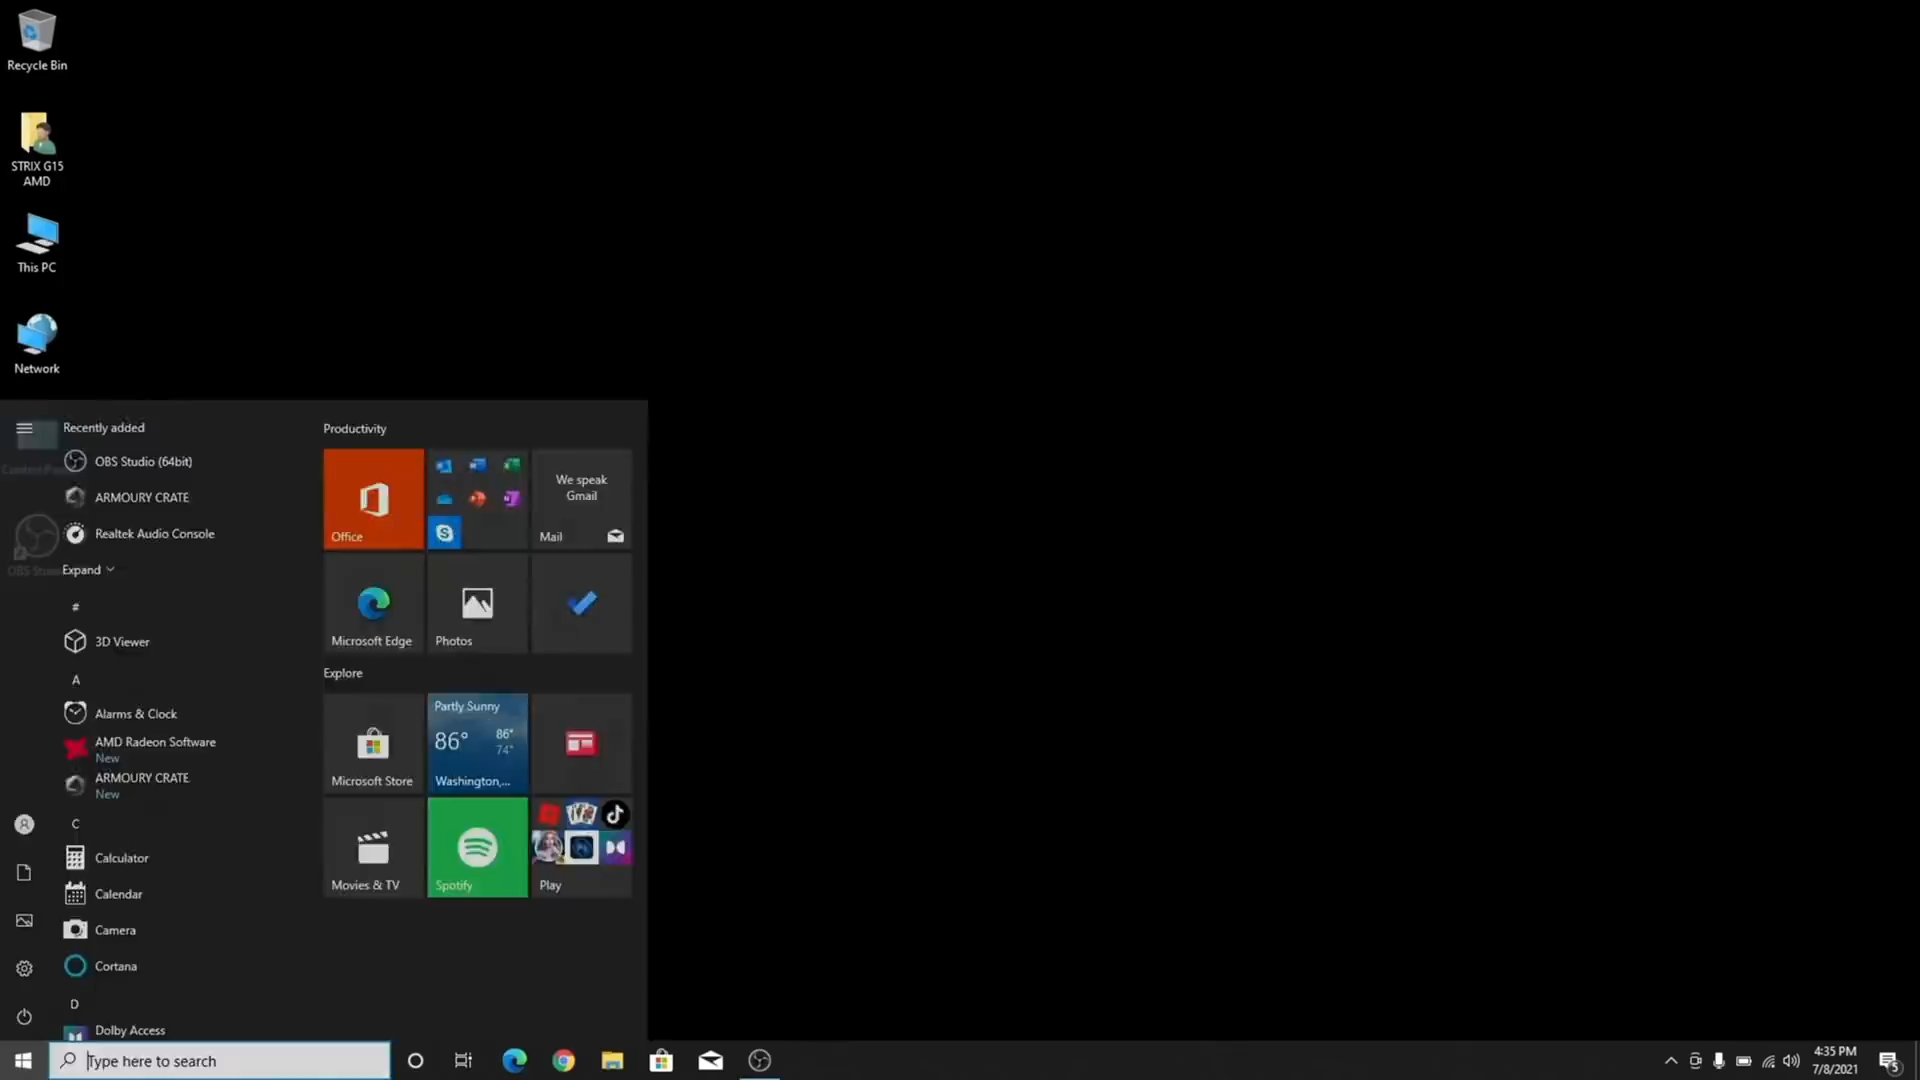 Recycle Bin
STRIX G15
AMD
This PC
Network
Recently added
OBS Studio (64bit)
ARMOURY CRATE
Realtek Audio Console
Expand
#
3D Viewer
A
Alarms & Clock
AMD Radeon Software
New
ARMOURY CRATE
New
C
Calculator
Calendar
Camera
Cortana
D
Dolby Access
Productivity
Office
We speak
Gmail
Mail
Microsoft Edge
Photos
Explore
Microsoft Store
Partly Sunny
86° 86°
74°
Washington,...
Movies & TV
Spotify
Play
Type here to search
4:35 PM
7/8/2021
5